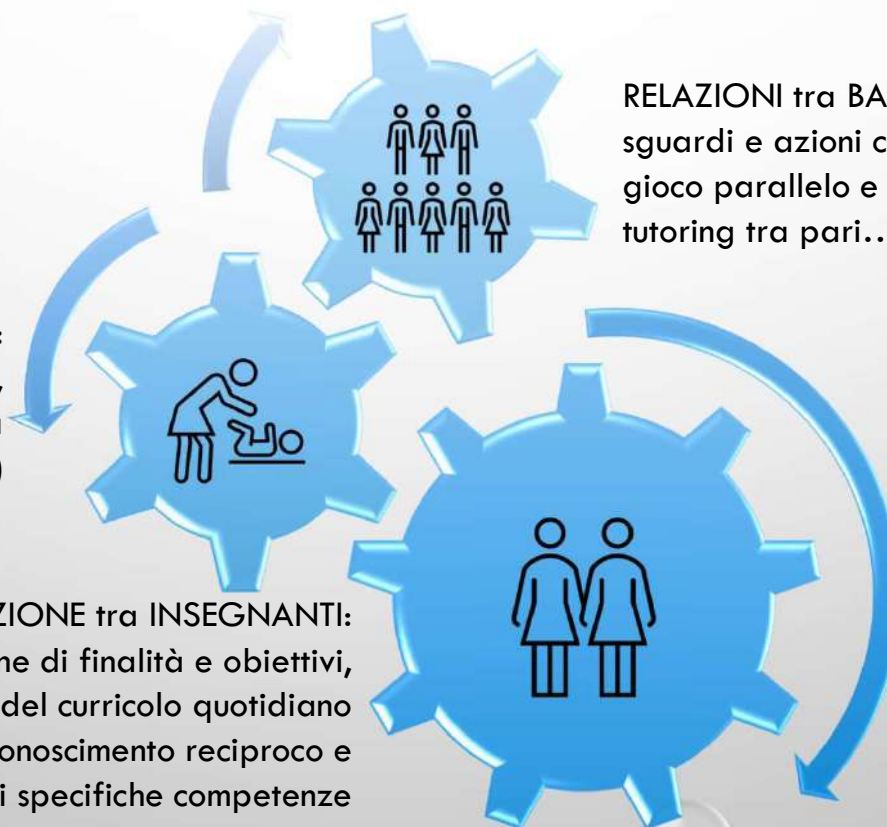 RELAZIONI tra BA
sguardi e azioni c
gioco parallelo e
tutoring tra pari…
ZIONE tra INSEGNANTI:
ne di finalità e obiettivi,
del curricolo quotidiano
onoscimento reciproco e
i specifiche competenze